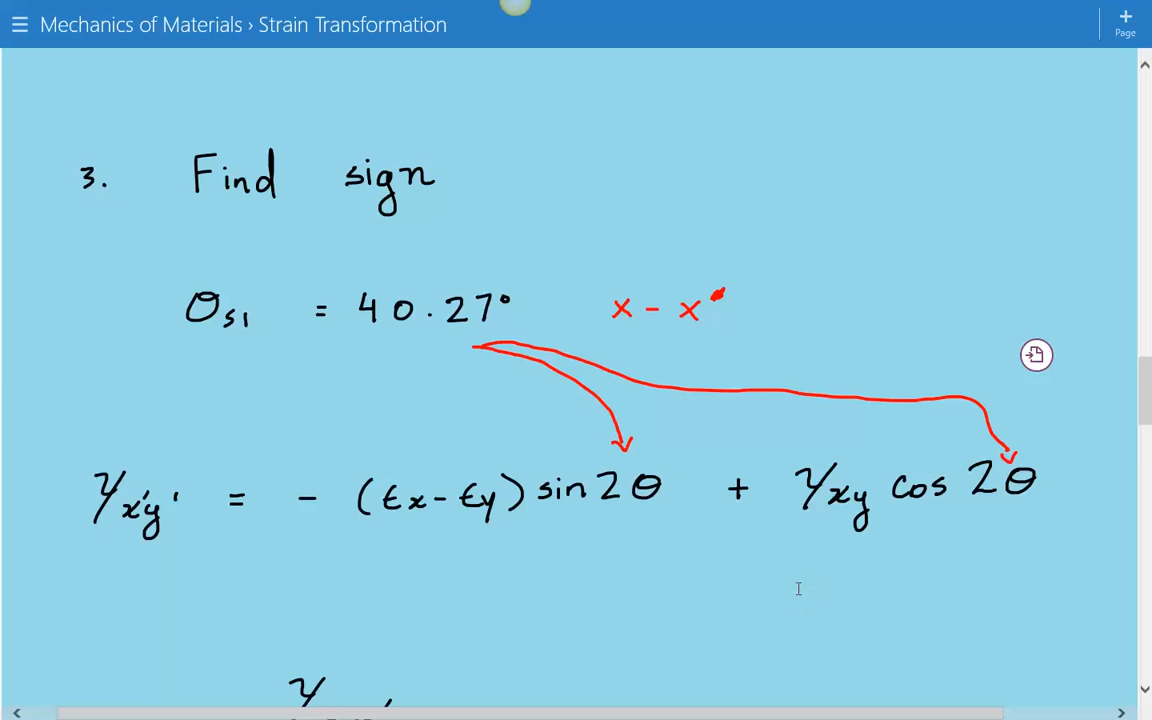 Mechanics of Materials › Strain Transformation
Page
3. Find sign
θs1 = 40.27° x - x'
γx'y' = - (εx - εy) sin 2θ + γxy cos 2θ
γ